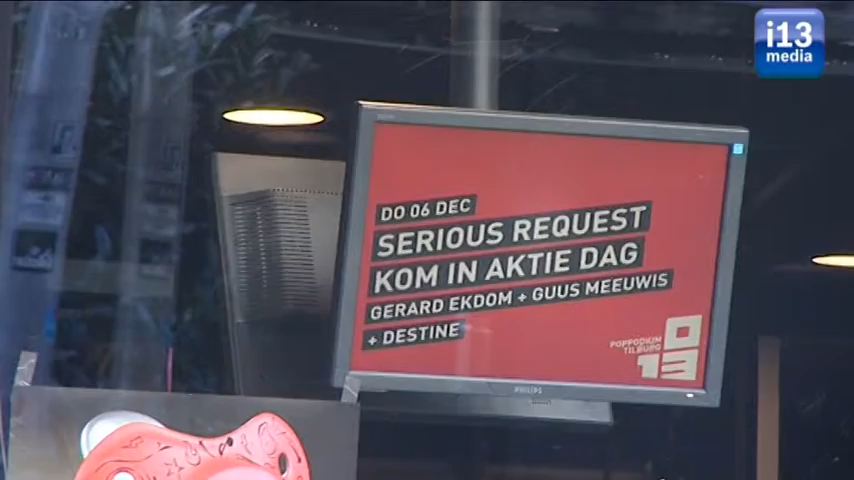 i13
media
DO 06 DEC
SERIOUS REQUEST
KOM IN AKTIE DAG
GERARD EKDOM + GUUS MEEUWIS
+ DESTINE
POPPODIUM
TILBURG
013
PHILIPS